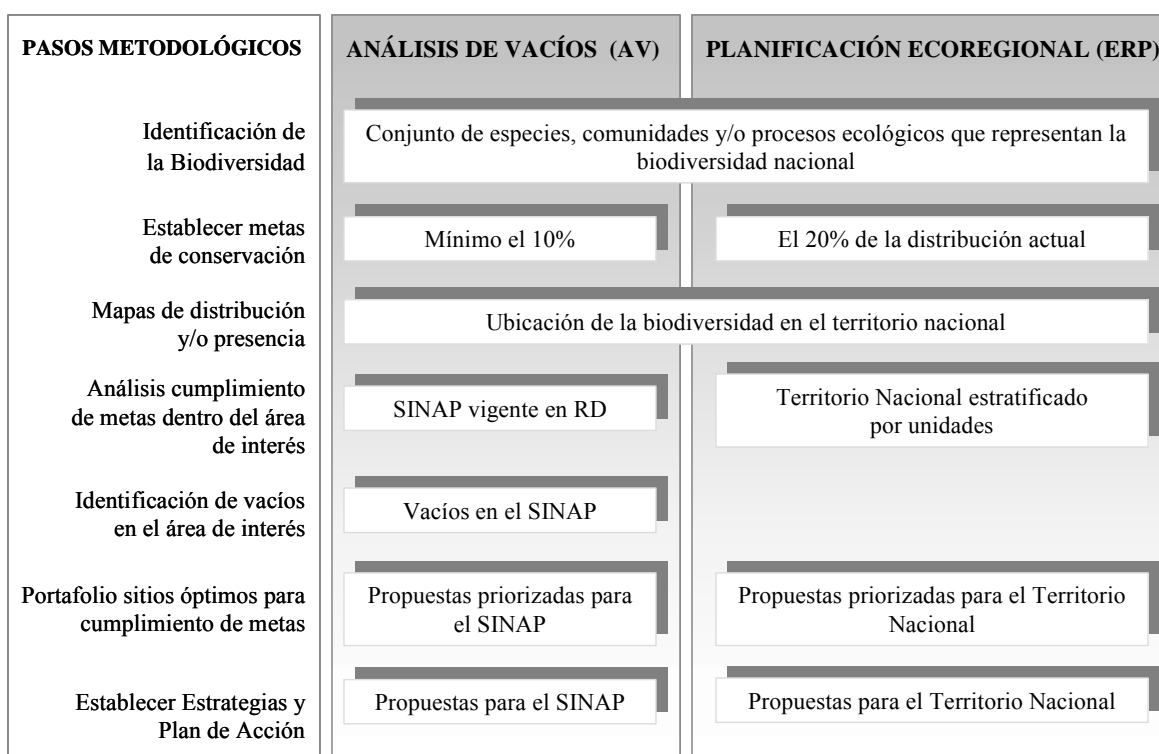 PASOS METODOLÓGICOS
ANÁLISIS DE VACÍOS (AV)
PLANIFICACIÓN ECOREGIONAL (ERP)
Identificación de
la Biodiversidad
Conjunto de especies, comunidades y/o procesos ecológicos que representan la
biodiversidad nacional
Establecer metas
de conservación
Mínimo el 10%
El 20% de la distribución actual
Mapas de distribución
y/o presencia
Ubicación de la biodiversidad en el territorio nacional
Análisis cumplimiento
de metas dentro del área
de interés
SINAP vigente en RD
Territorio Nacional estratificado
por unidades
Identificación de vacíos
en el área de interés
Vacíos en el SINAP
Portafolio sitios óptimos para
cumplimiento de metas
Propuestas priorizadas para
el SINAP
Propuestas priorizadas para el Territorio
Nacional
Establecer Estrategias y
Plan de Acción
Propuestas para el SINAP
Propuestas para el Territorio Nacional